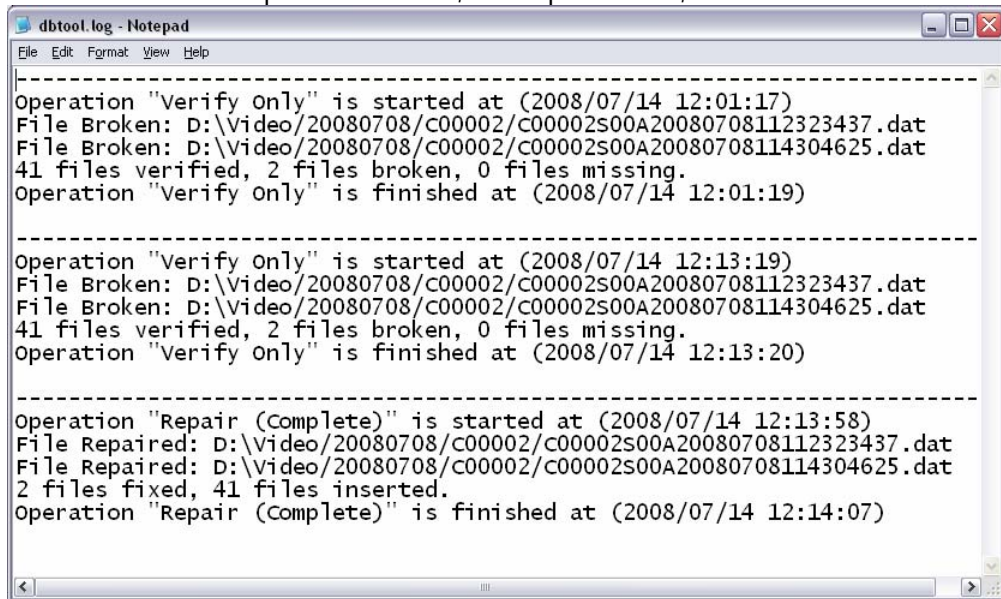 dbtool.log - Notepad
File Edit Format View Help
--------------------------------------------------------------------
Operation "Verify Only" is started at (2008/07/14 12:01:17)
File Broken: D:\Video/20080708/C00002/C00002S00A20080708112323437.dat
File Broken: D:\Video/20080708/C00002/C00002S00A20080708114304625.dat
41 files verified, 2 files broken, 0 files missing.
Operation "Verify Only" is finished at (2008/07/14 12:01:19)
--------------------------------------------------------------------
Operation "Verify Only" is started at (2008/07/14 12:13:19)
File Broken: D:\Video/20080708/C00002/C00002S00A20080708112323437.dat
File Broken: D:\Video/20080708/C00002/C00002S00A20080708114304625.dat
41 files verified, 2 files broken, 0 files missing.
Operation "Verify Only" is finished at (2008/07/14 12:13:20)
--------------------------------------------------------------------
Operation "Repair (Complete)" is started at (2008/07/14 12:13:58)
File Repaired: D:\Video/20080708/C00002/C00002S00A20080708112323437.dat
File Repaired: D:\Video/20080708/C00002/C00002S00A20080708114304625.dat
2 files fixed, 41 files inserted.
Operation "Repair (Complete)" is finished at (2008/07/14 12:14:07)